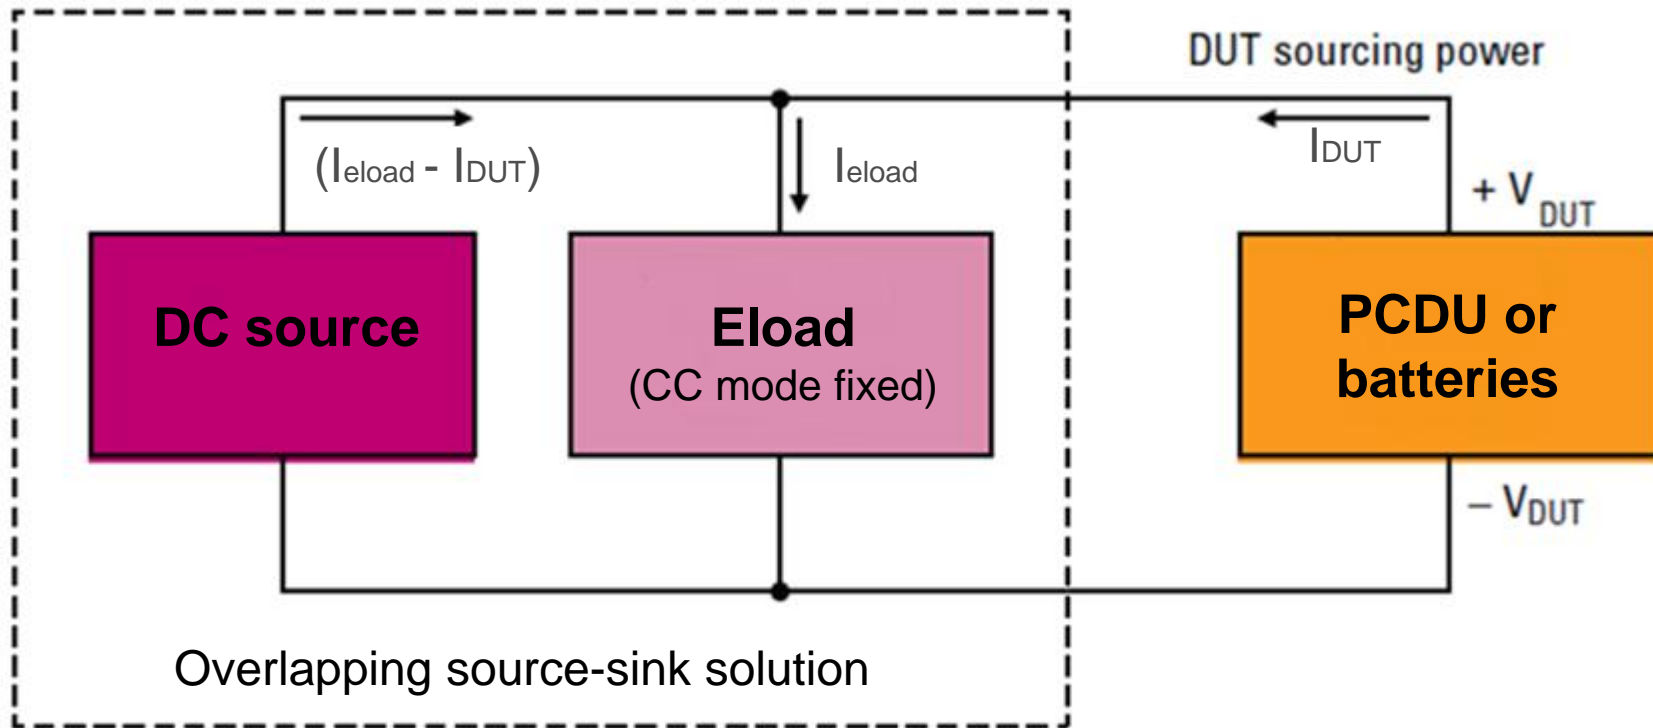 DUT sourcing power
(Ieload - IDUT)
Ieload
IDUT
+ VDUT
DC source
Eload
(CC mode fixed)
PCDU or
batteries
– VDUT
Overlapping source-sink solution